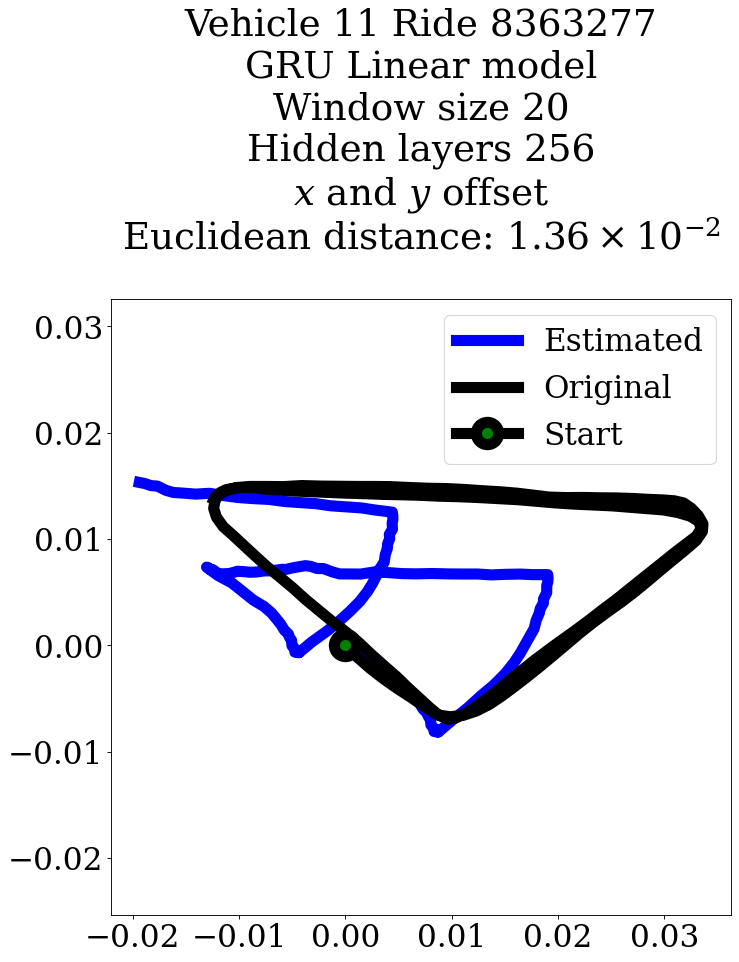 Vehicle 11 Ride 8363277
GRU Linear model
Window size 20
Hidden layers 256
x and y offset
Euclidean distance: 1.36 × 10⁻²
Estimated
Original
Start
0.03
0.02
0.01
0.00
−0.01
−0.02
−0.02 −0.01 0.00 0.01 0.02 0.03